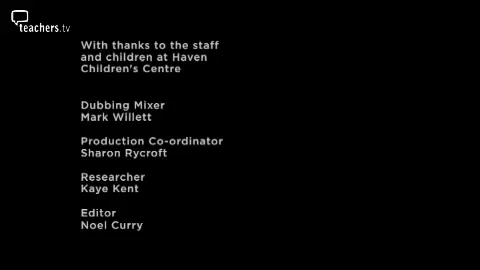 teachers.tv
With thanks to the staff
and children at Haven
Children's Centre
Dubbing Mixer
Mark Willett
Production Co-ordinator
Sharon Rycroft
Researcher
Kaye Kent
Editor
Noel Curry